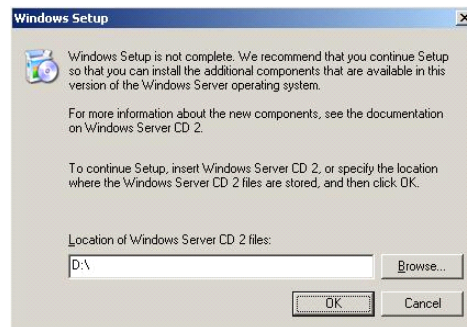 Windows Setup
Windows Setup is not complete. We recommend that you continue Setup
so that you can install the additional components that are available in this
version of the Windows Server operating system.
For more information about the new components, see the documentation
on Windows Server CD 2.
To continue Setup, insert Windows Server CD 2, or specify the location
where the Windows Server CD 2 files are stored, and then click OK.
Location of Windows Server CD 2 files:
D:\
Browse...
OK
Cancel